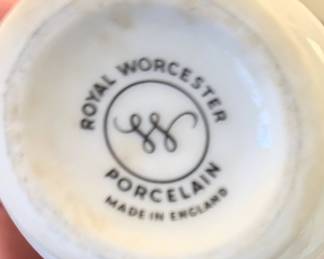 ROYAL WORCESTER
W
PORCELAIN
MADE IN ENGLAND